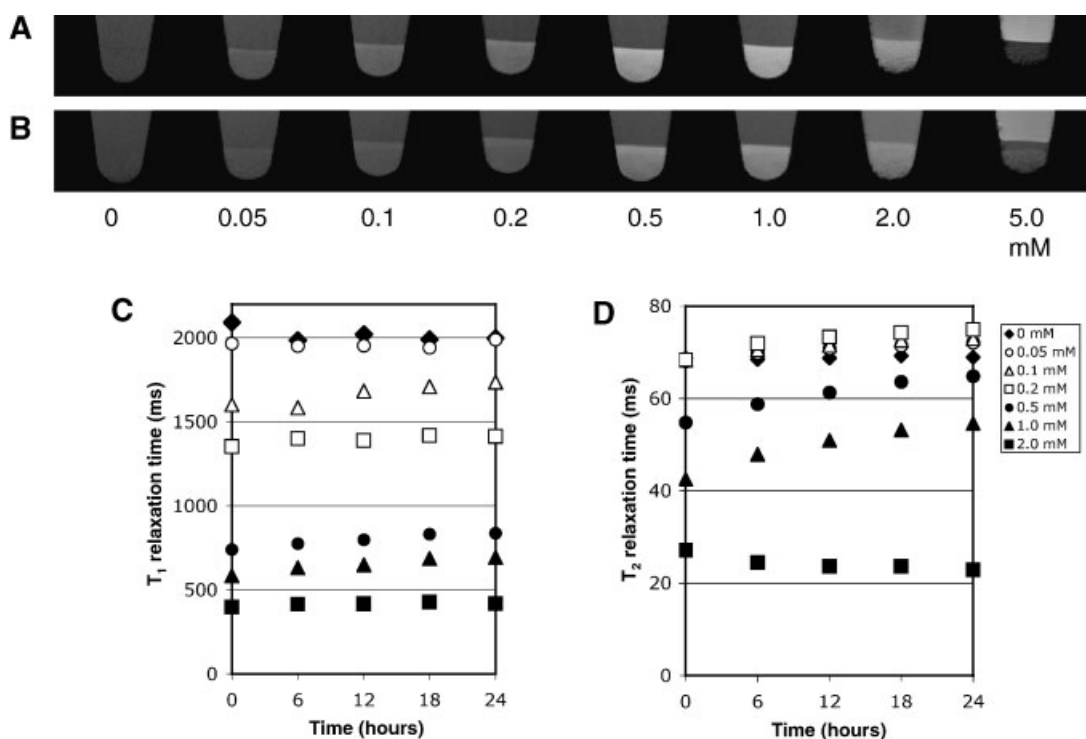 A
B
0 0.05 0.1 0.2 0.5 1.0 2.0 5.0
mM
C
2000
1500
1000
500
0
T1 relaxation time (ms)
0 6 12 18 24
Time (hours)
D
80
60
40
20
0
T2 relaxation time (ms)
0 6 12 18 24
Time (hours)
0 mM
0.05 mM
0.1 mM
0.2 mM
0.5 mM
1.0 mM
2.0 mM